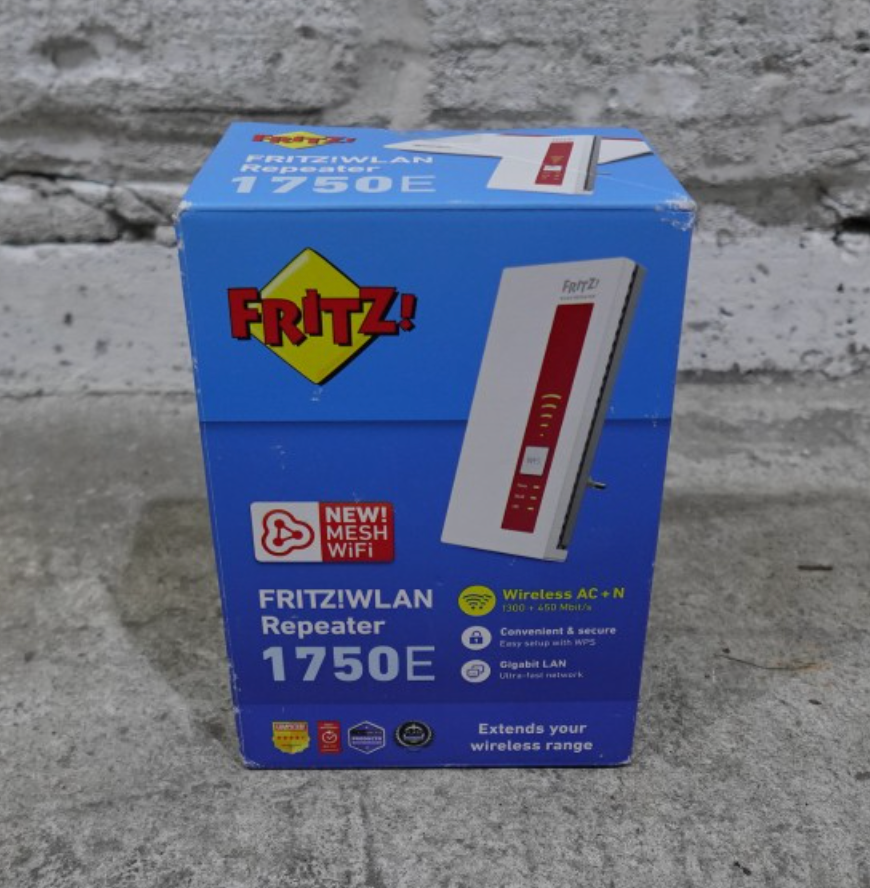 FRITZ!
FRITZ!WLAN
Repeater
1750E
FRITZ!
FRITZ!
NEW!
MESH
WiFi
FRITZ!WLAN
Repeater
1750E
Wireless AC + N
1300 + 450 Mbit/s
Convenient & secure
Easy setup with WPS
Gigabit LAN
Ultra-fast network
Extends your
wireless range